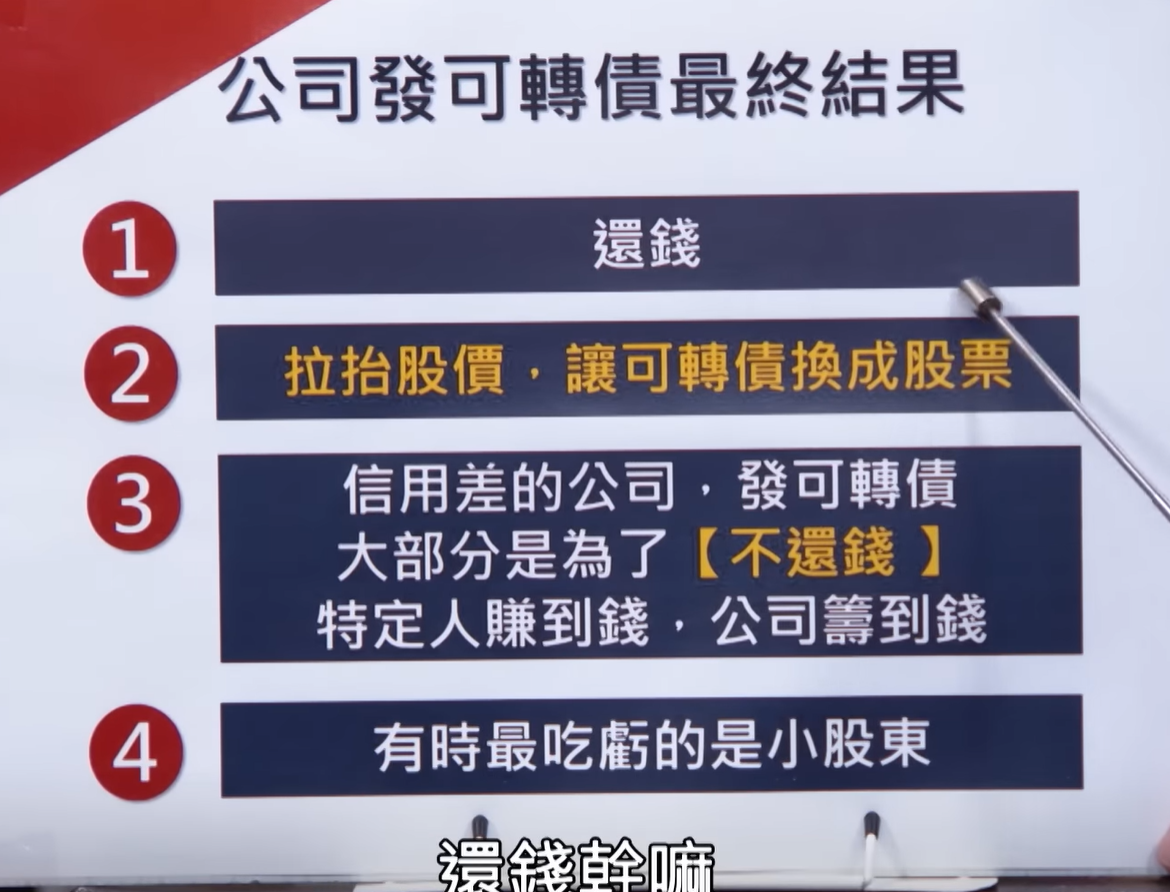 公司發可轉債最終結果
1
還錢
2
拉抬股價，讓可轉債換成股票
3
信用差的公司，發可轉債
大部分是為了【不還錢】
特定人賺到錢，公司籌到錢
4
有時最吃虧的是小股東
還錢幹嘛